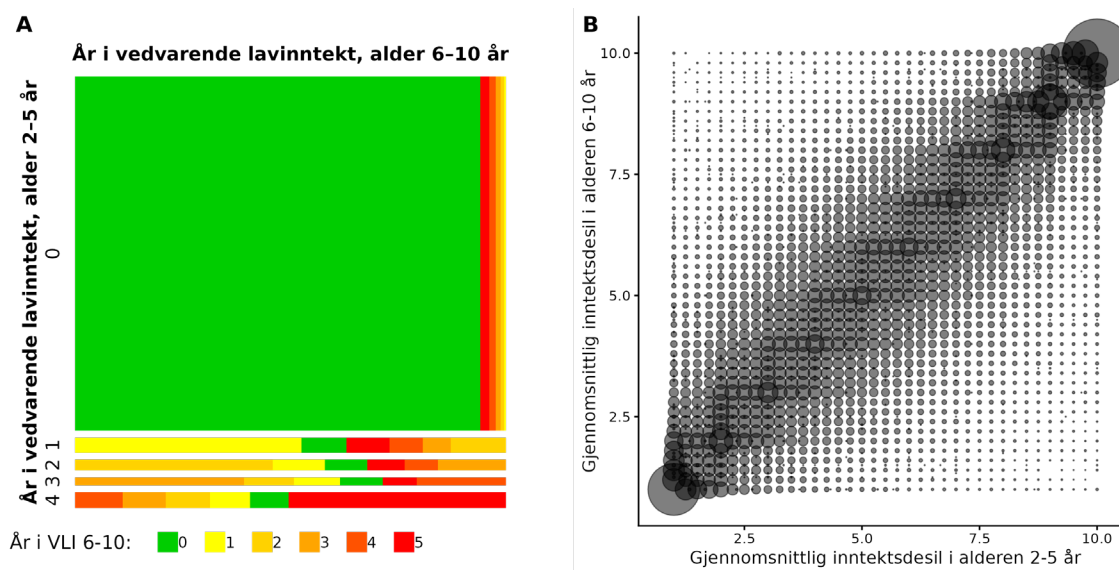 A
År i vedvarende lavinntekt, alder 6–10 år
År i vedvarende lavinntekt, alder 2–5 år
0
1
2
3
4
År i VLI 6-10: 0 1 2 3 4 5
B
Gjennomsnittlig inntektsdesil i alderen 6-10 år
10.0
7.5
5.0
2.5
2.5 5.0 7.5 10.0
Gjennomsnittlig inntektsdesil i alderen 2-5 år